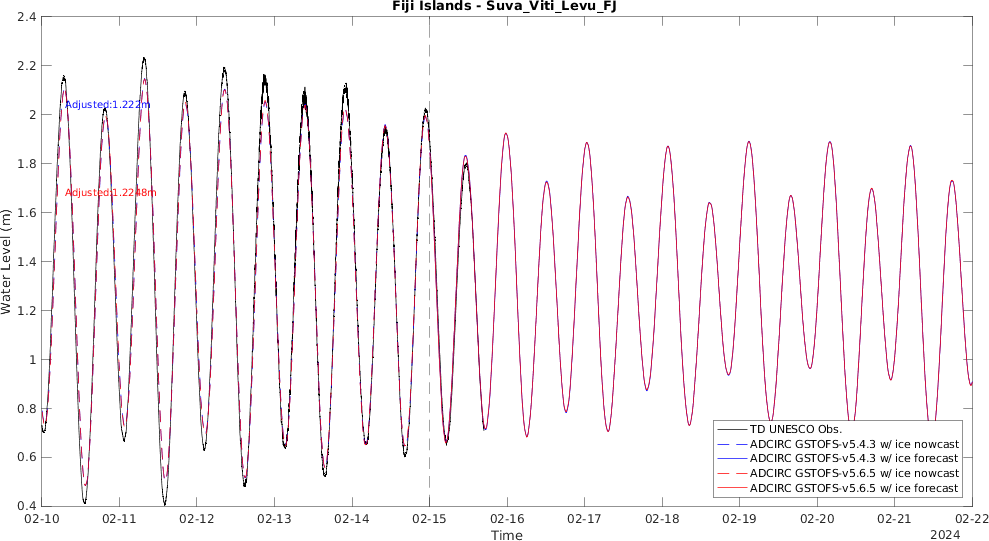 Fiji Islands - Suva_Viti_Levu_FJ
2.4
2.2
2
1.8
1.6
1.4
1.2
1
0.8
0.6
0.4
Water Level (m)
Adjusted:1.222m
Adjusted:1.2248m
TD UNESCO Obs.
ADCIRC GSTOFS-v5.4.3 w/ ice nowcast
ADCIRC GSTOFS-v5.4.3 w/ ice forecast
ADCIRC GSTOFS-v5.6.5 w/ ice nowcast
ADCIRC GSTOFS-v5.6.5 w/ ice forecast
02-10 02-11 02-12 02-13 02-14 02-15 02-16 02-17 02-18 02-19 02-20 02-21 02-22
Time
2024